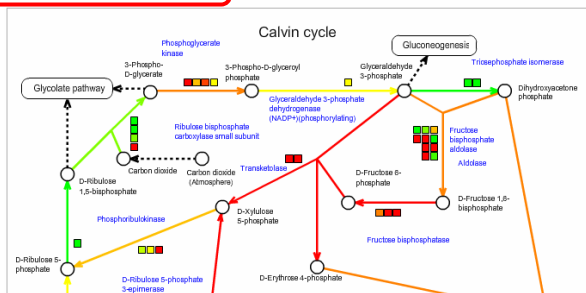 Calvin cycle
Phosphoglycerate
kinase
Gluconeogenesis
3-Phospho-
D-glycerate
3-Phospho-D-glyceroyl
phosphate
Glyceraldehyde
3-phosphate
Triosephosphate isomerase
Glycolate pathway
Dihydroxyacetone
phosphate
Glyceraldehyde 3-phosphate
dehydrogenase
(NADP+)(phosphorylating)
Ribulose bisphosphate
carboxylase small subunit
Fructose
bisphosphate
aldolase
Aldolase
Carbon dioxide
Carbon dioxide
(Atmosphere)
Transketolase
D-Fructose 6-
phosphate
D-Ribulose
1,5-bisphosphate
D-Fructose 1,6-
bisphosphate
D-Xylulose
5-phosphate
Phosphoribulokinase
Fructose bisphosphatase
D-Ribulose 5-
phosphate
D-Ribulose 5-phosphate
3-epimerase
D-Erythrose 4-phosphate